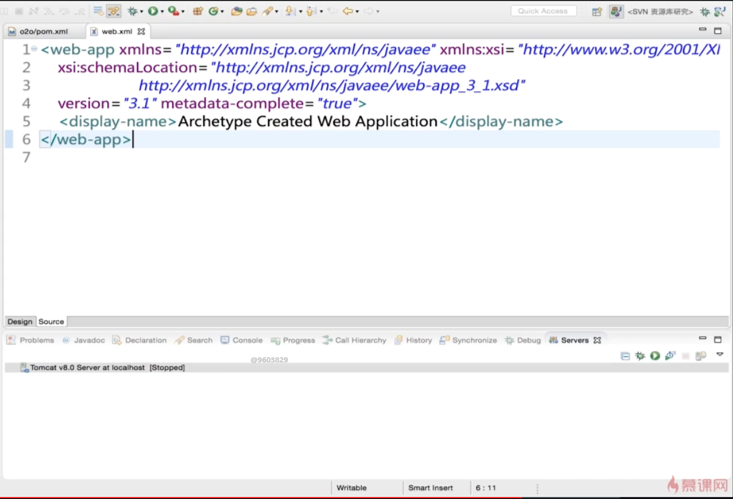 Quick Access
<SVN 资源库研究>
o2o/pom.xml
web.xml
1 <web-app xmlns="http://xmlns.jcp.org/xml/ns/javaee" xmlns:xsi="http://www.w3.org/2001/XI
2 xsi:schemaLocation="http://xmlns.jcp.org/xml/ns/javaee
3 http://xmlns.jcp.org/xml/ns/javaee/web-app_3_1.xsd"
4 version="3.1" metadata-complete="true">
5 <display-name>Archetype Created Web Application</display-name>
6 </web-app>
7
Design Source
Problems Javadoc Declaration Search Console Progress Call Hierarchy History Synchronize Debug Servers
@9605829
Tomcat v8.0 Server at localhost [Stopped]
Writable Smart Insert 6 : 11
慕课网